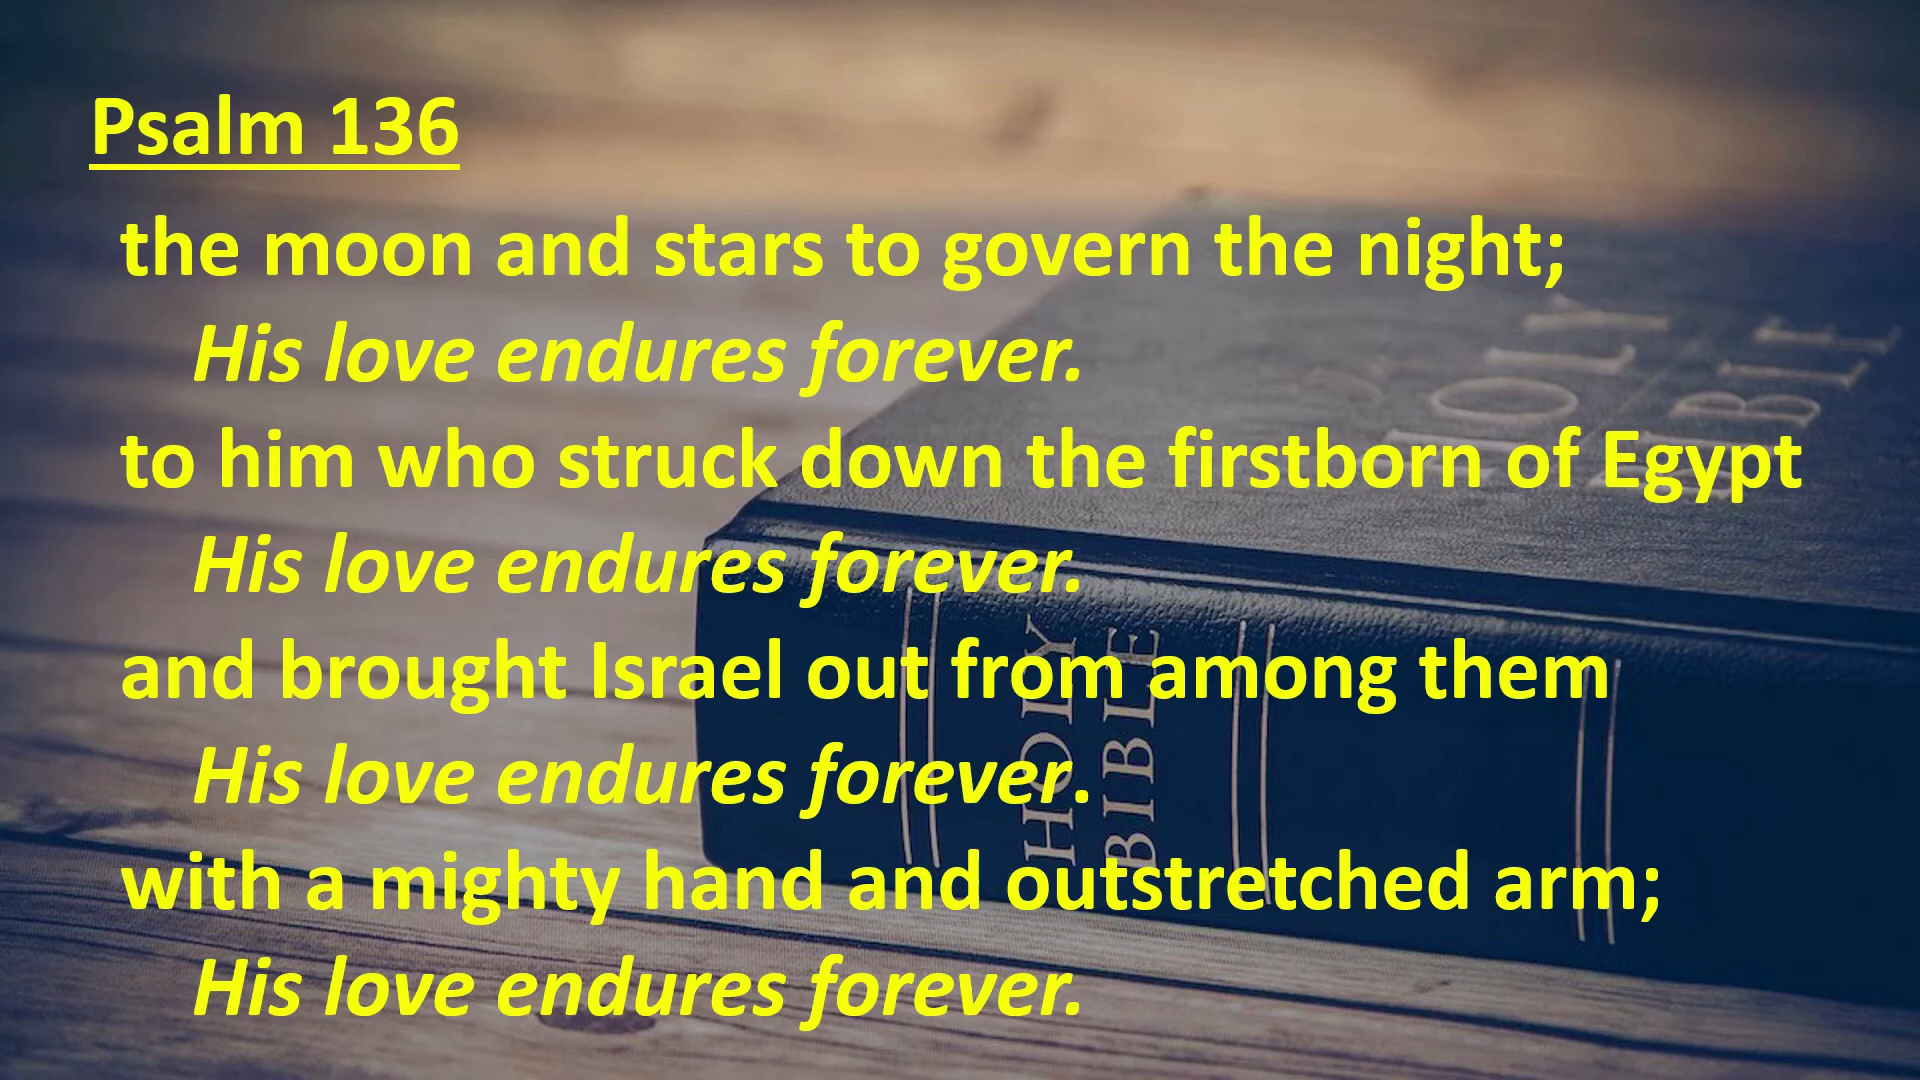 Psalm 136
the moon and stars to govern the night;
His love endures forever.
to him who struck down the firstborn of Egypt
His love endures forever.
and brought Israel out from among them
His love endures forever.
with a mighty hand and outstretched arm;
His love endures forever.
HOLY
BIBLE